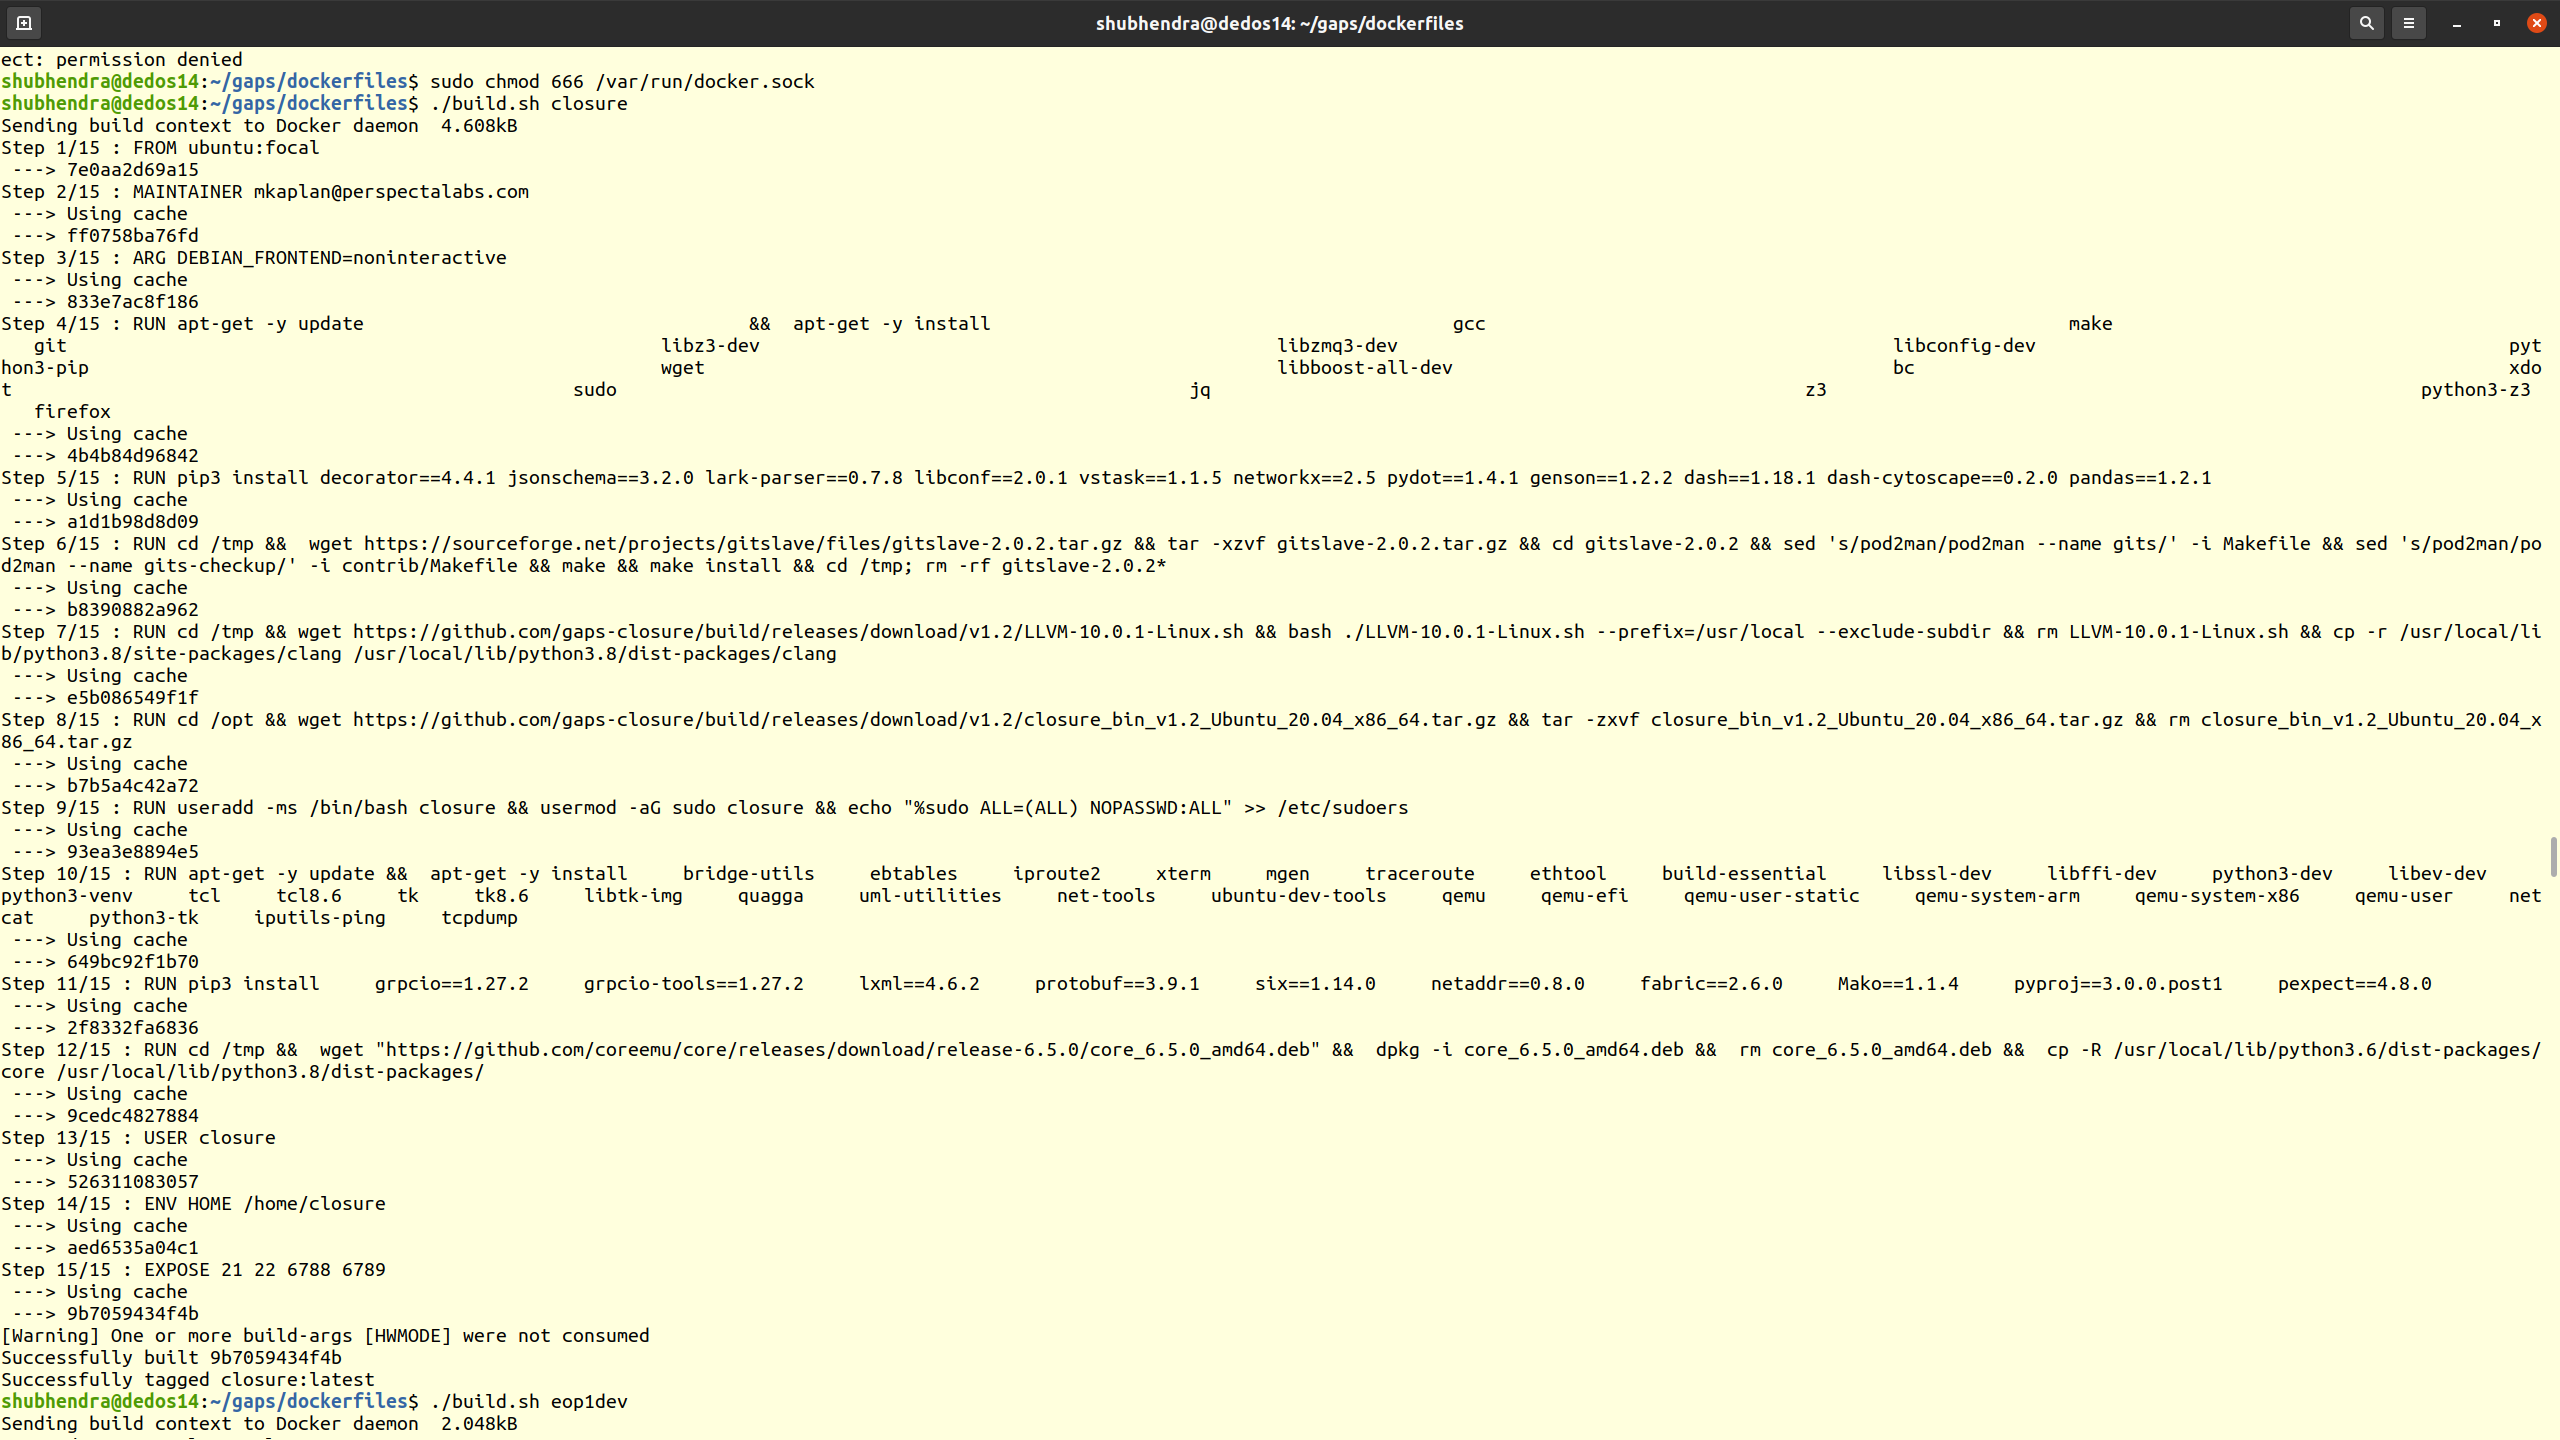 shubhendra@dedos14: ~/gaps/dockerfiles
ect: permission denied
shubhendra@dedos14:~/gaps/dockerfiles$ sudo chmod 666 /var/run/docker.sock
shubhendra@dedos14:~/gaps/dockerfiles$ ./build.sh closure
Sending build context to Docker daemon  4.608kB
Step 1/15 : FROM ubuntu:focal
 ---> 7e0aa2d69a15
Step 2/15 : MAINTAINER mkaplan@perspectalabs.com
 ---> Using cache
 ---> ff0758ba76fd
Step 3/15 : ARG DEBIAN_FRONTEND=noninteractive
 ---> Using cache
 ---> 833e7ac8f186
Step 4/15 : RUN apt-get -y update && apt-get -y install gcc make
git libz3-dev libzmq3-dev libconfig-dev pyt
hon3-pip wget libboost-all-dev bc xdo
t sudo jq z3 python3-z3
firefox
 ---> Using cache
 ---> 4b4b84d96842
Step 5/15 : RUN pip3 install decorator==4.4.1 jsonschema==3.2.0 lark-parser==0.7.8 libconf==2.0.1 vstask==1.1.5 networkx==2.5 pydot==1.4.1 genson==1.2.2 dash==1.18.1 dash-cytoscape==0.2.0 pandas==1.2.1
 ---> Using cache
 ---> a1d1b98d8d09
Step 6/15 : RUN cd /tmp &&  wget https://sourceforge.net/projects/gitslave/files/gitslave-2.0.2.tar.gz && tar -xzvf gitslave-2.0.2.tar.gz && cd gitslave-2.0.2 && sed 's/pod2man/pod2man --name gits/' -i Makefile && sed 's/pod2man/po
d2man --name gits-checkup/' -i contrib/Makefile && make && make install && cd /tmp; rm -rf gitslave-2.0.2*
 ---> Using cache
 ---> b8390882a962
Step 7/15 : RUN cd /tmp && wget https://github.com/gaps-closure/build/releases/download/v1.2/LLVM-10.0.1-Linux.sh && bash ./LLVM-10.0.1-Linux.sh --prefix=/usr/local --exclude-subdir && rm LLVM-10.0.1-Linux.sh && cp -r /usr/local/li
b/python3.8/site-packages/clang /usr/local/lib/python3.8/dist-packages/clang
 ---> Using cache
 ---> e5b086549f1f
Step 8/15 : RUN cd /opt && wget https://github.com/gaps-closure/build/releases/download/v1.2/closure_bin_v1.2_Ubuntu_20.04_x86_64.tar.gz && tar -zxvf closure_bin_v1.2_Ubuntu_20.04_x86_64.tar.gz && rm closure_bin_v1.2_Ubuntu_20.04_x
86_64.tar.gz
 ---> Using cache
 ---> b7b5a4c42a72
Step 9/15 : RUN useradd -ms /bin/bash closure && usermod -aG sudo closure && echo "%sudo ALL=(ALL) NOPASSWD:ALL" >> /etc/sudoers
 ---> Using cache
 ---> 93ea3e8894e5
Step 10/15 : RUN apt-get -y update &&  apt-get -y install bridge-utils ebtables iproute2 xterm mgen traceroute ethtool build-essential libssl-dev libffi-dev python3-dev libev-dev
python3-venv tcl tcl8.6 tk tk8.6 libtk-img quagga uml-utilities net-tools ubuntu-dev-tools qemu qemu-efi qemu-user-static qemu-system-arm qemu-system-x86 qemu-user net
cat python3-tk iputils-ping tcpdump
 ---> Using cache
 ---> 649bc92f1b70
Step 11/15 : RUN pip3 install grpcio==1.27.2 grpcio-tools==1.27.2 lxml==4.6.2 protobuf==3.9.1 six==1.14.0 netaddr==0.8.0 fabric==2.6.0 Mako==1.1.4 pyproj==3.0.0.post1 pexpect==4.8.0
 ---> Using cache
 ---> 2f8332fa6836
Step 12/15 : RUN cd /tmp &&  wget "https://github.com/coreemu/core/releases/download/release-6.5.0/core_6.5.0_amd64.deb" &&  dpkg -i core_6.5.0_amd64.deb &&  rm core_6.5.0_amd64.deb &&  cp -R /usr/local/lib/python3.6/dist-packages/
core /usr/local/lib/python3.8/dist-packages/
 ---> Using cache
 ---> 9cedc4827884
Step 13/15 : USER closure
 ---> Using cache
 ---> 526311083057
Step 14/15 : ENV HOME /home/closure
 ---> Using cache
 ---> aed6535a04c1
Step 15/15 : EXPOSE 21 22 6788 6789
 ---> Using cache
 ---> 9b7059434f4b
[Warning] One or more build-args [HWMODE] were not consumed
Successfully built 9b7059434f4b
Successfully tagged closure:latest
shubhendra@dedos14:~/gaps/dockerfiles$ ./build.sh eop1dev
Sending build context to Docker daemon  2.048kB